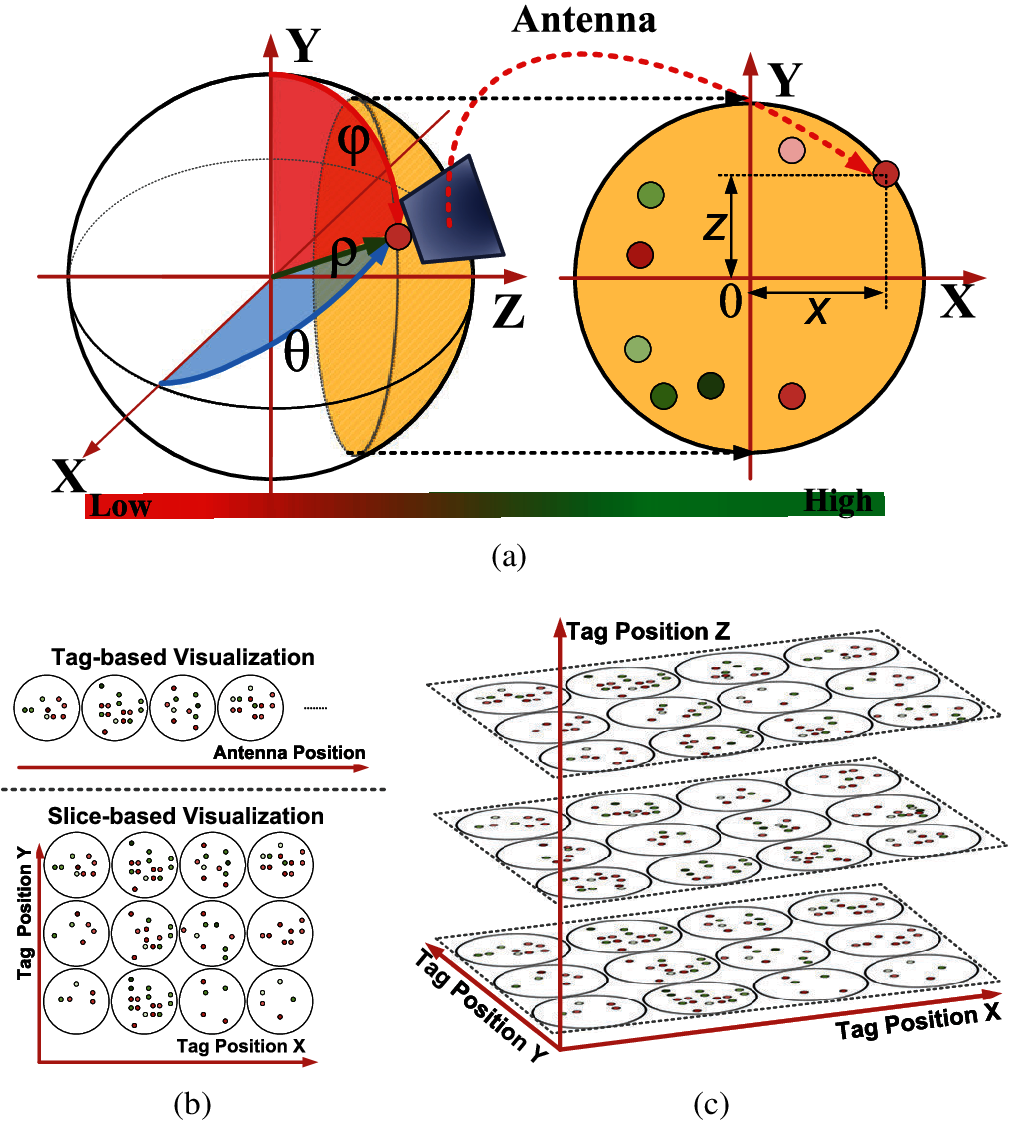 Antenna
Y
φ
ρ
θ
Z
X
Y
Z
0
X
X
Low
High
(a)
Tag-based Visualization
........
Antenna Position
Slice-based Visualization
Tag Position Y
Tag Position X
(b)
Tag Position Z
Tag Position Y
Tag Position X
(c)